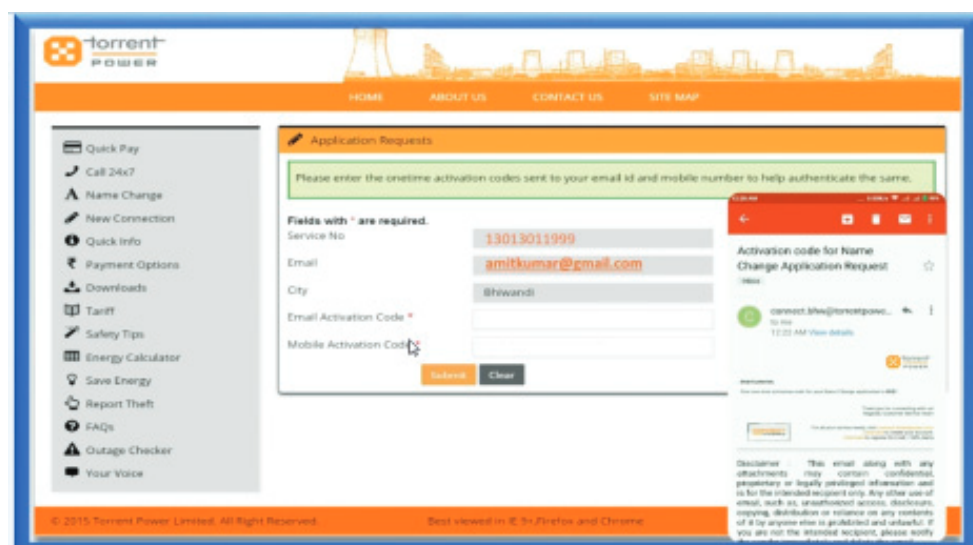 torrent
POWER
HOME ABOUT US CONTACT US SITE MAP
Quick Pay
Call 24x7
Name Change
New Connection
Quick Info
Payment Options
Downloads
Tariff
Safety Tips
Energy Calculator
Save Energy
Report Theft
FAQs
Outage Checker
Your Voice
Application Requests
Please enter the onetime activation codes sent to your email id and mobile number to help authenticate the same.
Fields with * are required.
Service No 13013011999
Email amitkumar@gmail.com
City Bhiwandi
Email Activation Code *
Mobile Activation Code *
Submit Clear
Activation code for Name
Change Application Request
Inbox
connect.bhw@torrentpowe...
to me
12:22 AM View details
torrent
POWER
Disclaimer : This email along with any
attachments may contain confidential,
proprietary or legally privileged information and
is for the intended recipient only. Any other use of
email, such as, unauthorized access, disclosure,
copying, distribution or reliance on any contents
of it by anyone else is prohibited and unlawful. If
you are not the intended recipient, please notify
© 2015 Torrent Power Limited. All Right Reserved. Best viewed in IE 9+,Firefox and Chrome